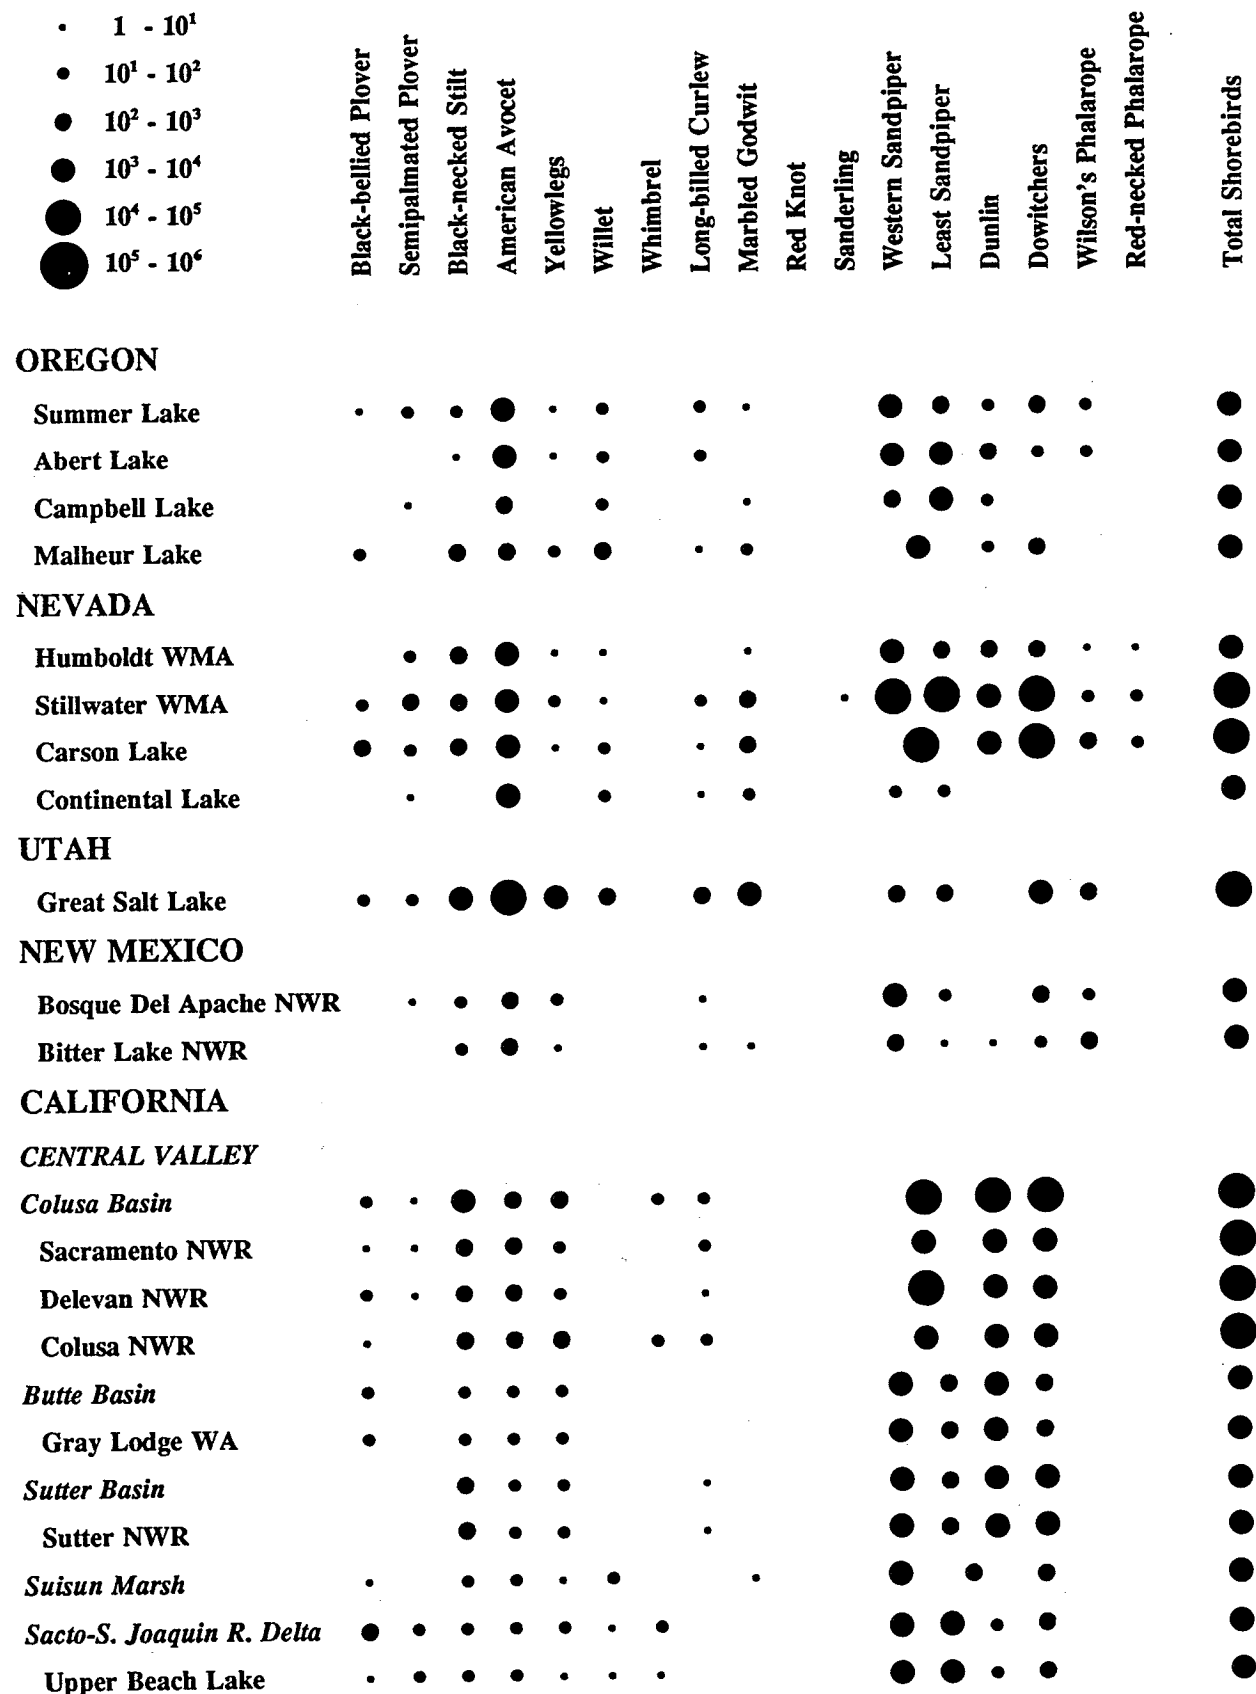 1 - 10¹
10¹ - 10²
10² - 10³
10³ - 10⁴
10⁴ - 10⁵
10⁵ - 10⁶
Black-bellied Plover
Semipalmated Plover
Black-necked Stilt
American Avocet
Yellowlegs
Willet
Whimbrel
Long-billed Curlew
Marbled Godwit
Red Knot
Sanderling
Western Sandpiper
Least Sandpiper
Dunlin
Dowitchers
Wilson's Phalarope
Red-necked Phalarope
Total Shorebirds
OREGON
Summer Lake
Abert Lake
Campbell Lake
Malheur Lake
NEVADA
Humboldt WMA
Stillwater WMA
Carson Lake
Continental Lake
UTAH
Great Salt Lake
NEW MEXICO
Bosque Del Apache NWR
Bitter Lake NWR
CALIFORNIA
CENTRAL VALLEY
Colusa Basin
Sacramento NWR
Delevan NWR
Colusa NWR
Butte Basin
Gray Lodge WA
Sutter Basin
Sutter NWR
Suisun Marsh
Sacto-S. Joaquin R. Delta
Upper Beach Lake